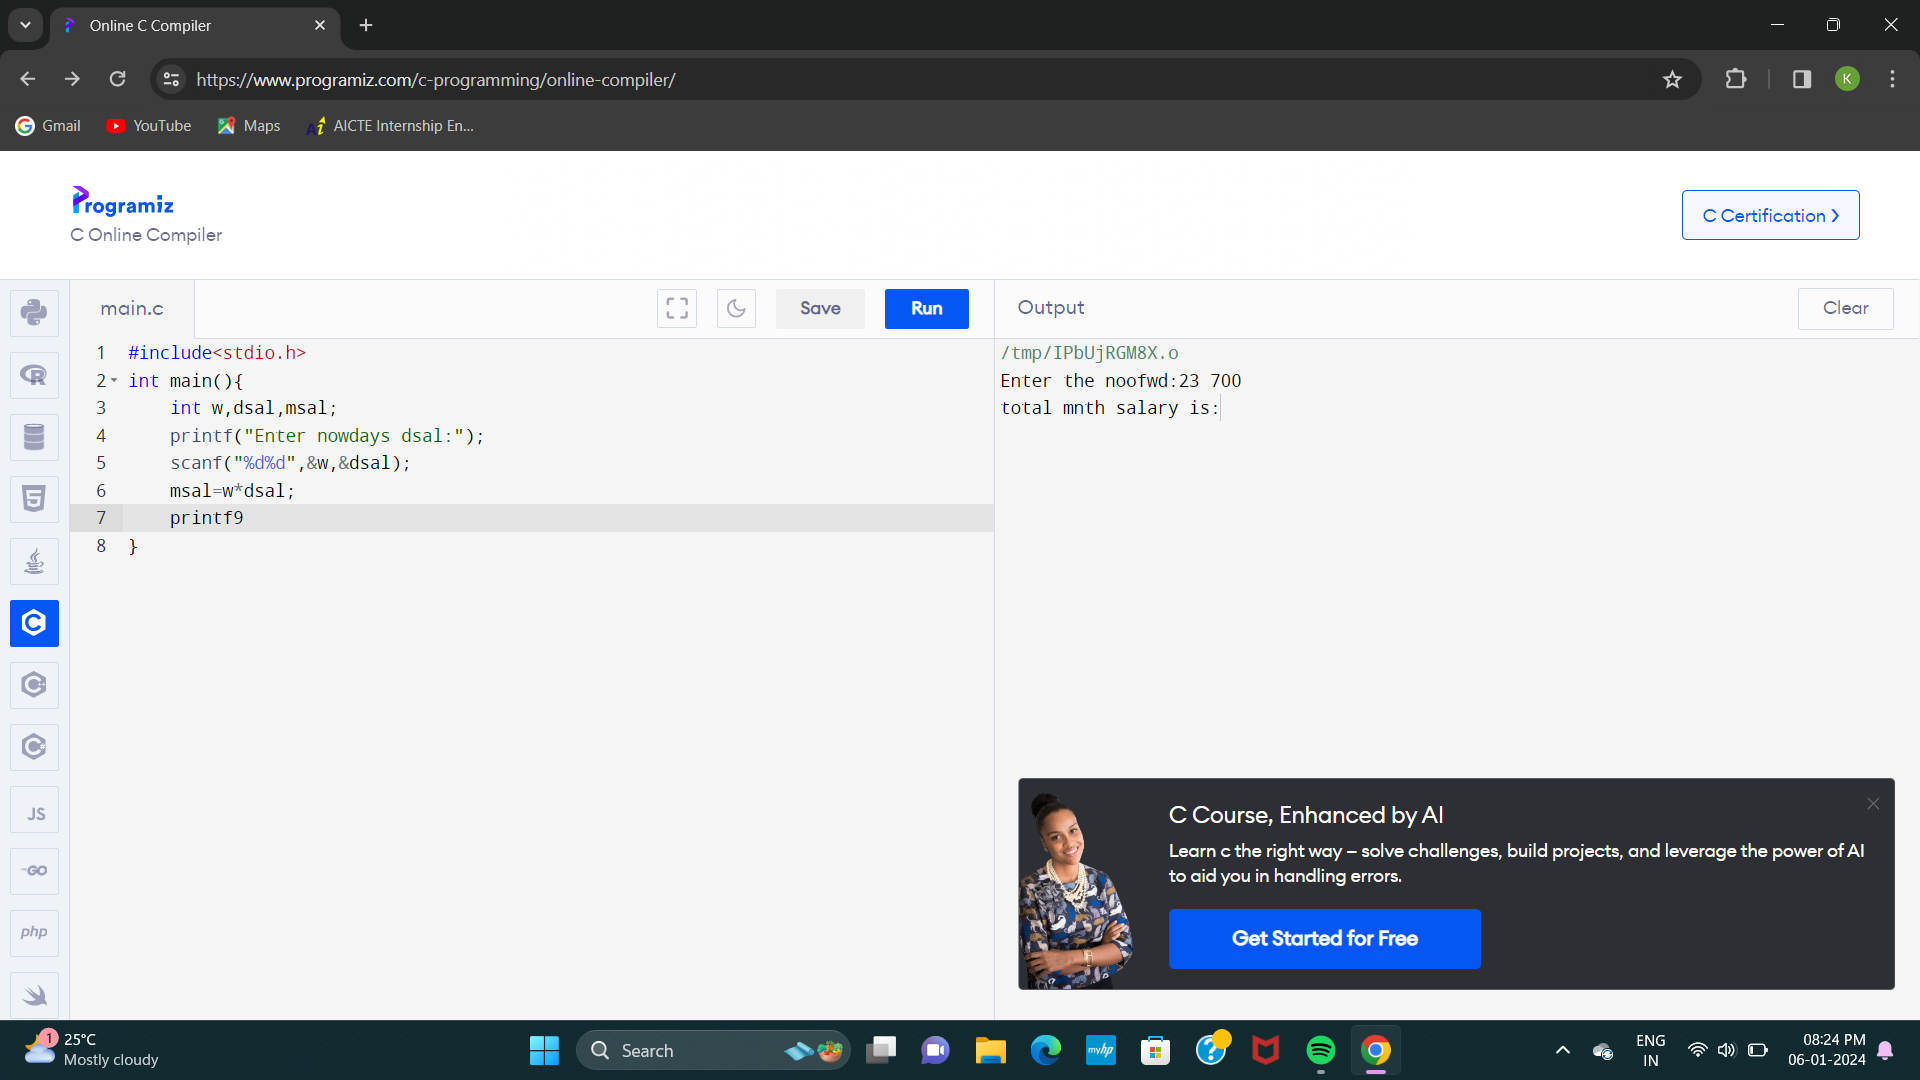 Online C Compiler
https://www.programiz.com/c-programming/online-compiler/
K
Gmail
YouTube
Maps
AICTE Internship En...
Programiz
C Online Compiler
C Certification
main.c
Save
Run
Output
Clear
1 #include<stdio.h>
2 int main(){
3 int w,dsal,msal;
4 printf("Enter nowdays dsal:");
5 scanf("%d%d",&w,&dsal);
6 msal=w*dsal;
7 printf9
8 }
/tmp/IPbUjRGM8X.o
Enter the noofwd:23 700
total mnth salary is:
JS
GO
php
C Course, Enhanced by AI
Learn c the right way – solve challenges, build projects, and leverage the power of AI
to aid you in handling errors.
Get Started for Free
1
25°C
Mostly cloudy
Search
myhp
ENG
IN
08:24 PM
06-01-2024